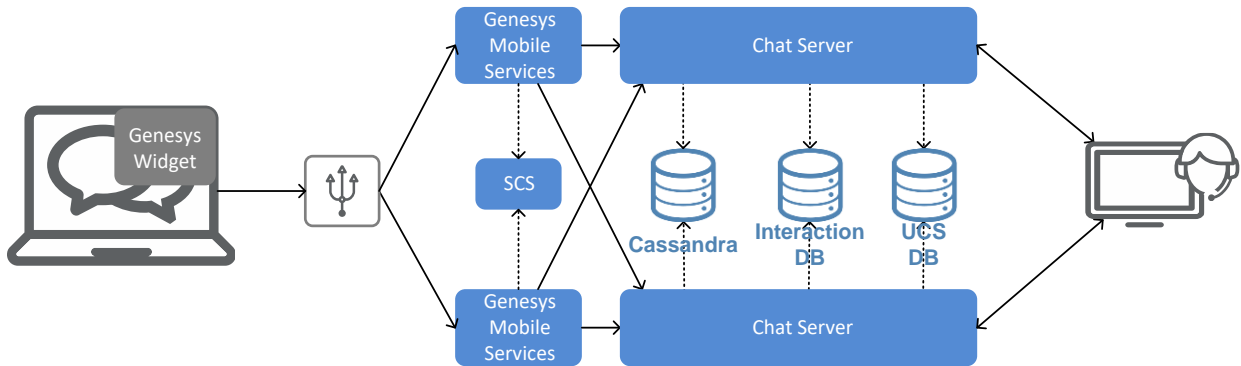 Genesys
Mobile
Services
Chat Server
Genesys
Widget
SCS
Cassandra
Interaction
DB
UCS
DB
Genesys
Mobile
Services
Chat Server